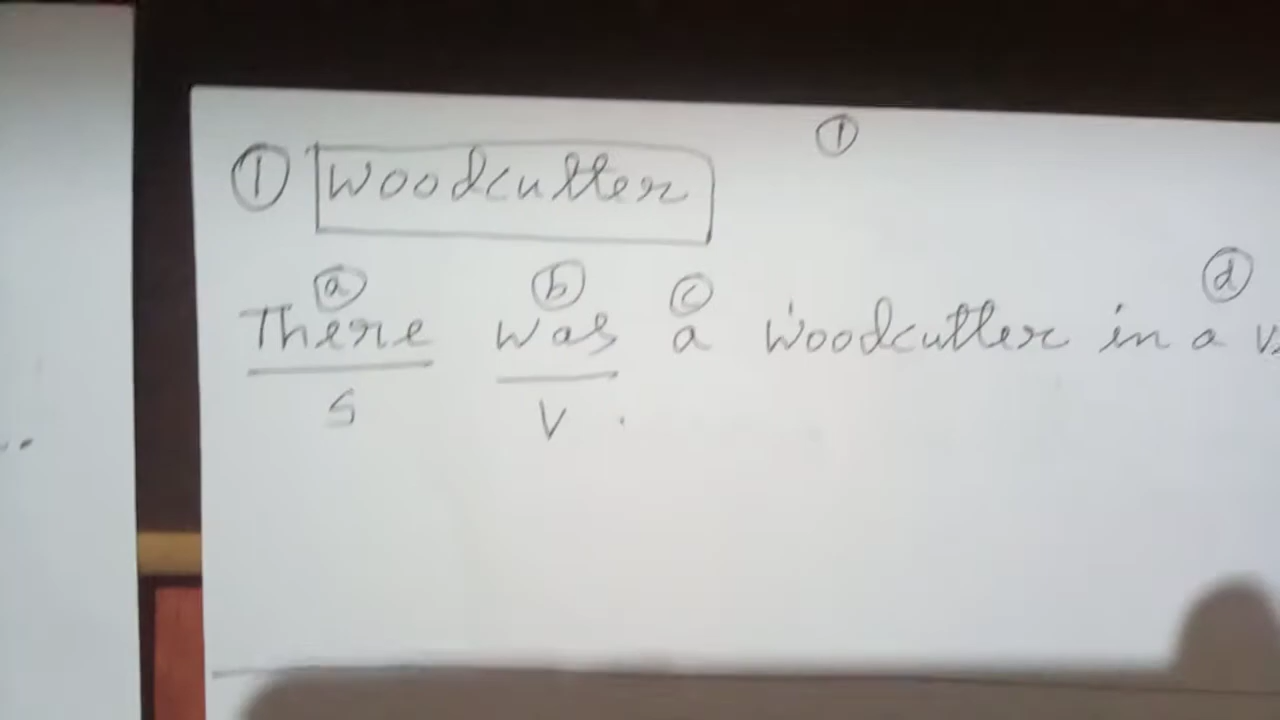 ①
① Woodcutter
ⓐ ⓑ ⓒ ⓓ
There was a Woodcutter in a
S V .